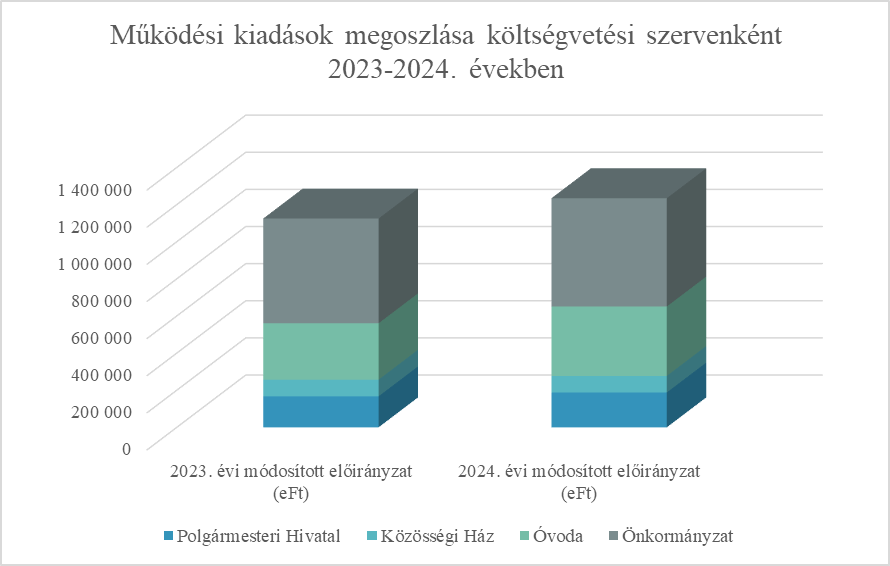 Működési kiadások megoszlása költségvetési szervenként
2023-2024. években
1 400 000
1 200 000
1 000 000
800 000
600 000
400 000
200 000
0
2023. évi módosított előirányzat
(eFt)
2024. évi módosított előirányzat
(eFt)
Polgármesteri Hivatal
Közösségi Ház
Óvoda
Önkormányzat